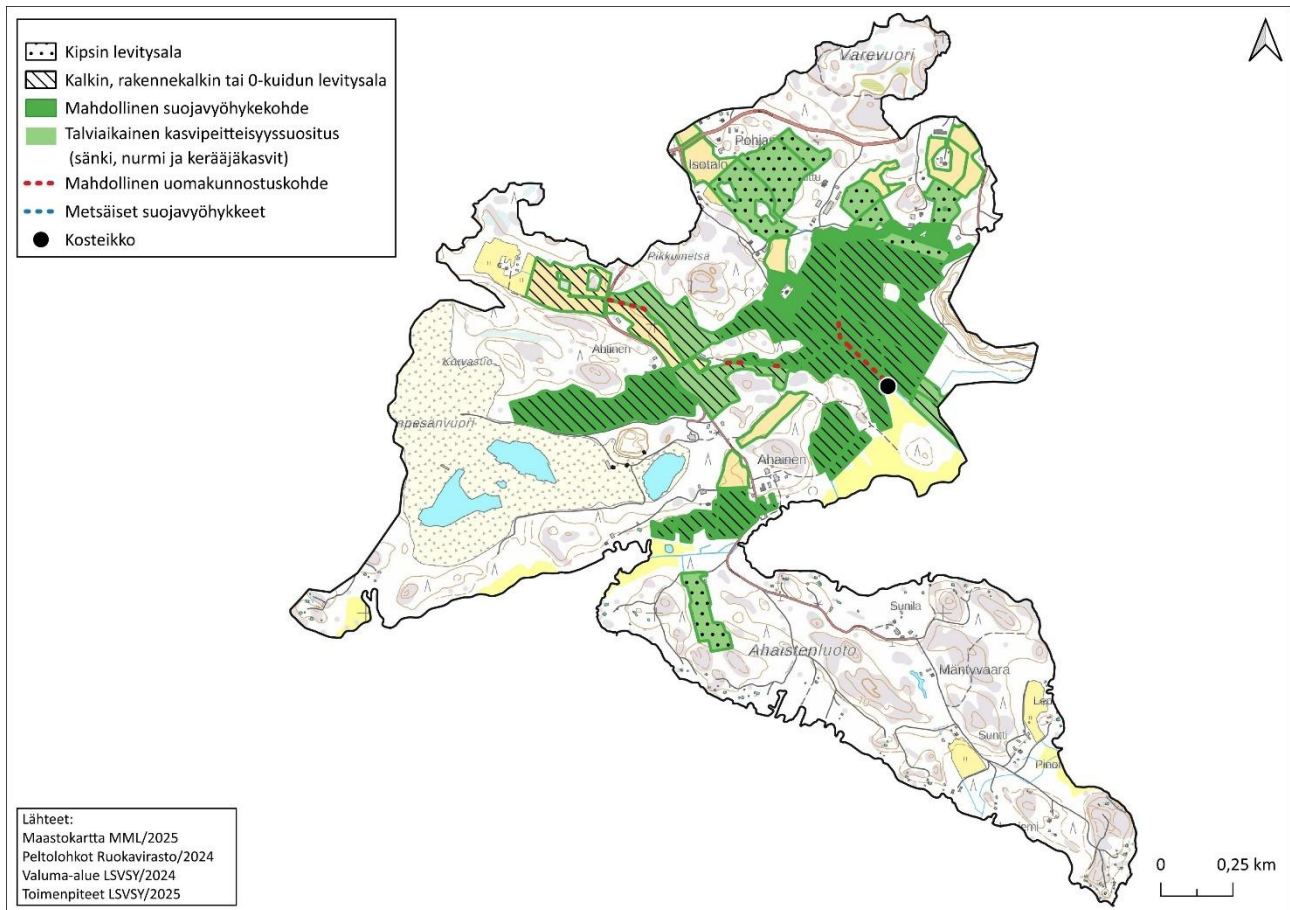 Kipsin levitysala
Kalkin, rakennekalkin tai 0-kuidun levitysala
Mahdollinen suojavyöhykekohde
Talviaikainen kasvipeitteisyyssuositus
(sänki, nurmi ja kerääjäkasvit)
Mahdollinen uomakunnostuskohde
Metsäiset suojavyöhykkeet
Kosteikko
Varevuori
Isotalo
Pikkumetsä
Korvastio
Ahainen
Sunila
Ahaistenluoto
Mäntyvaara
Suntti
Lähteet:
Maastokartta MML/2025
Peltolohkot Ruokavirasto/2024
Valuma-alue LSVSY/2024
Toimenpiteet LSVSY/2025
0 0,25 km